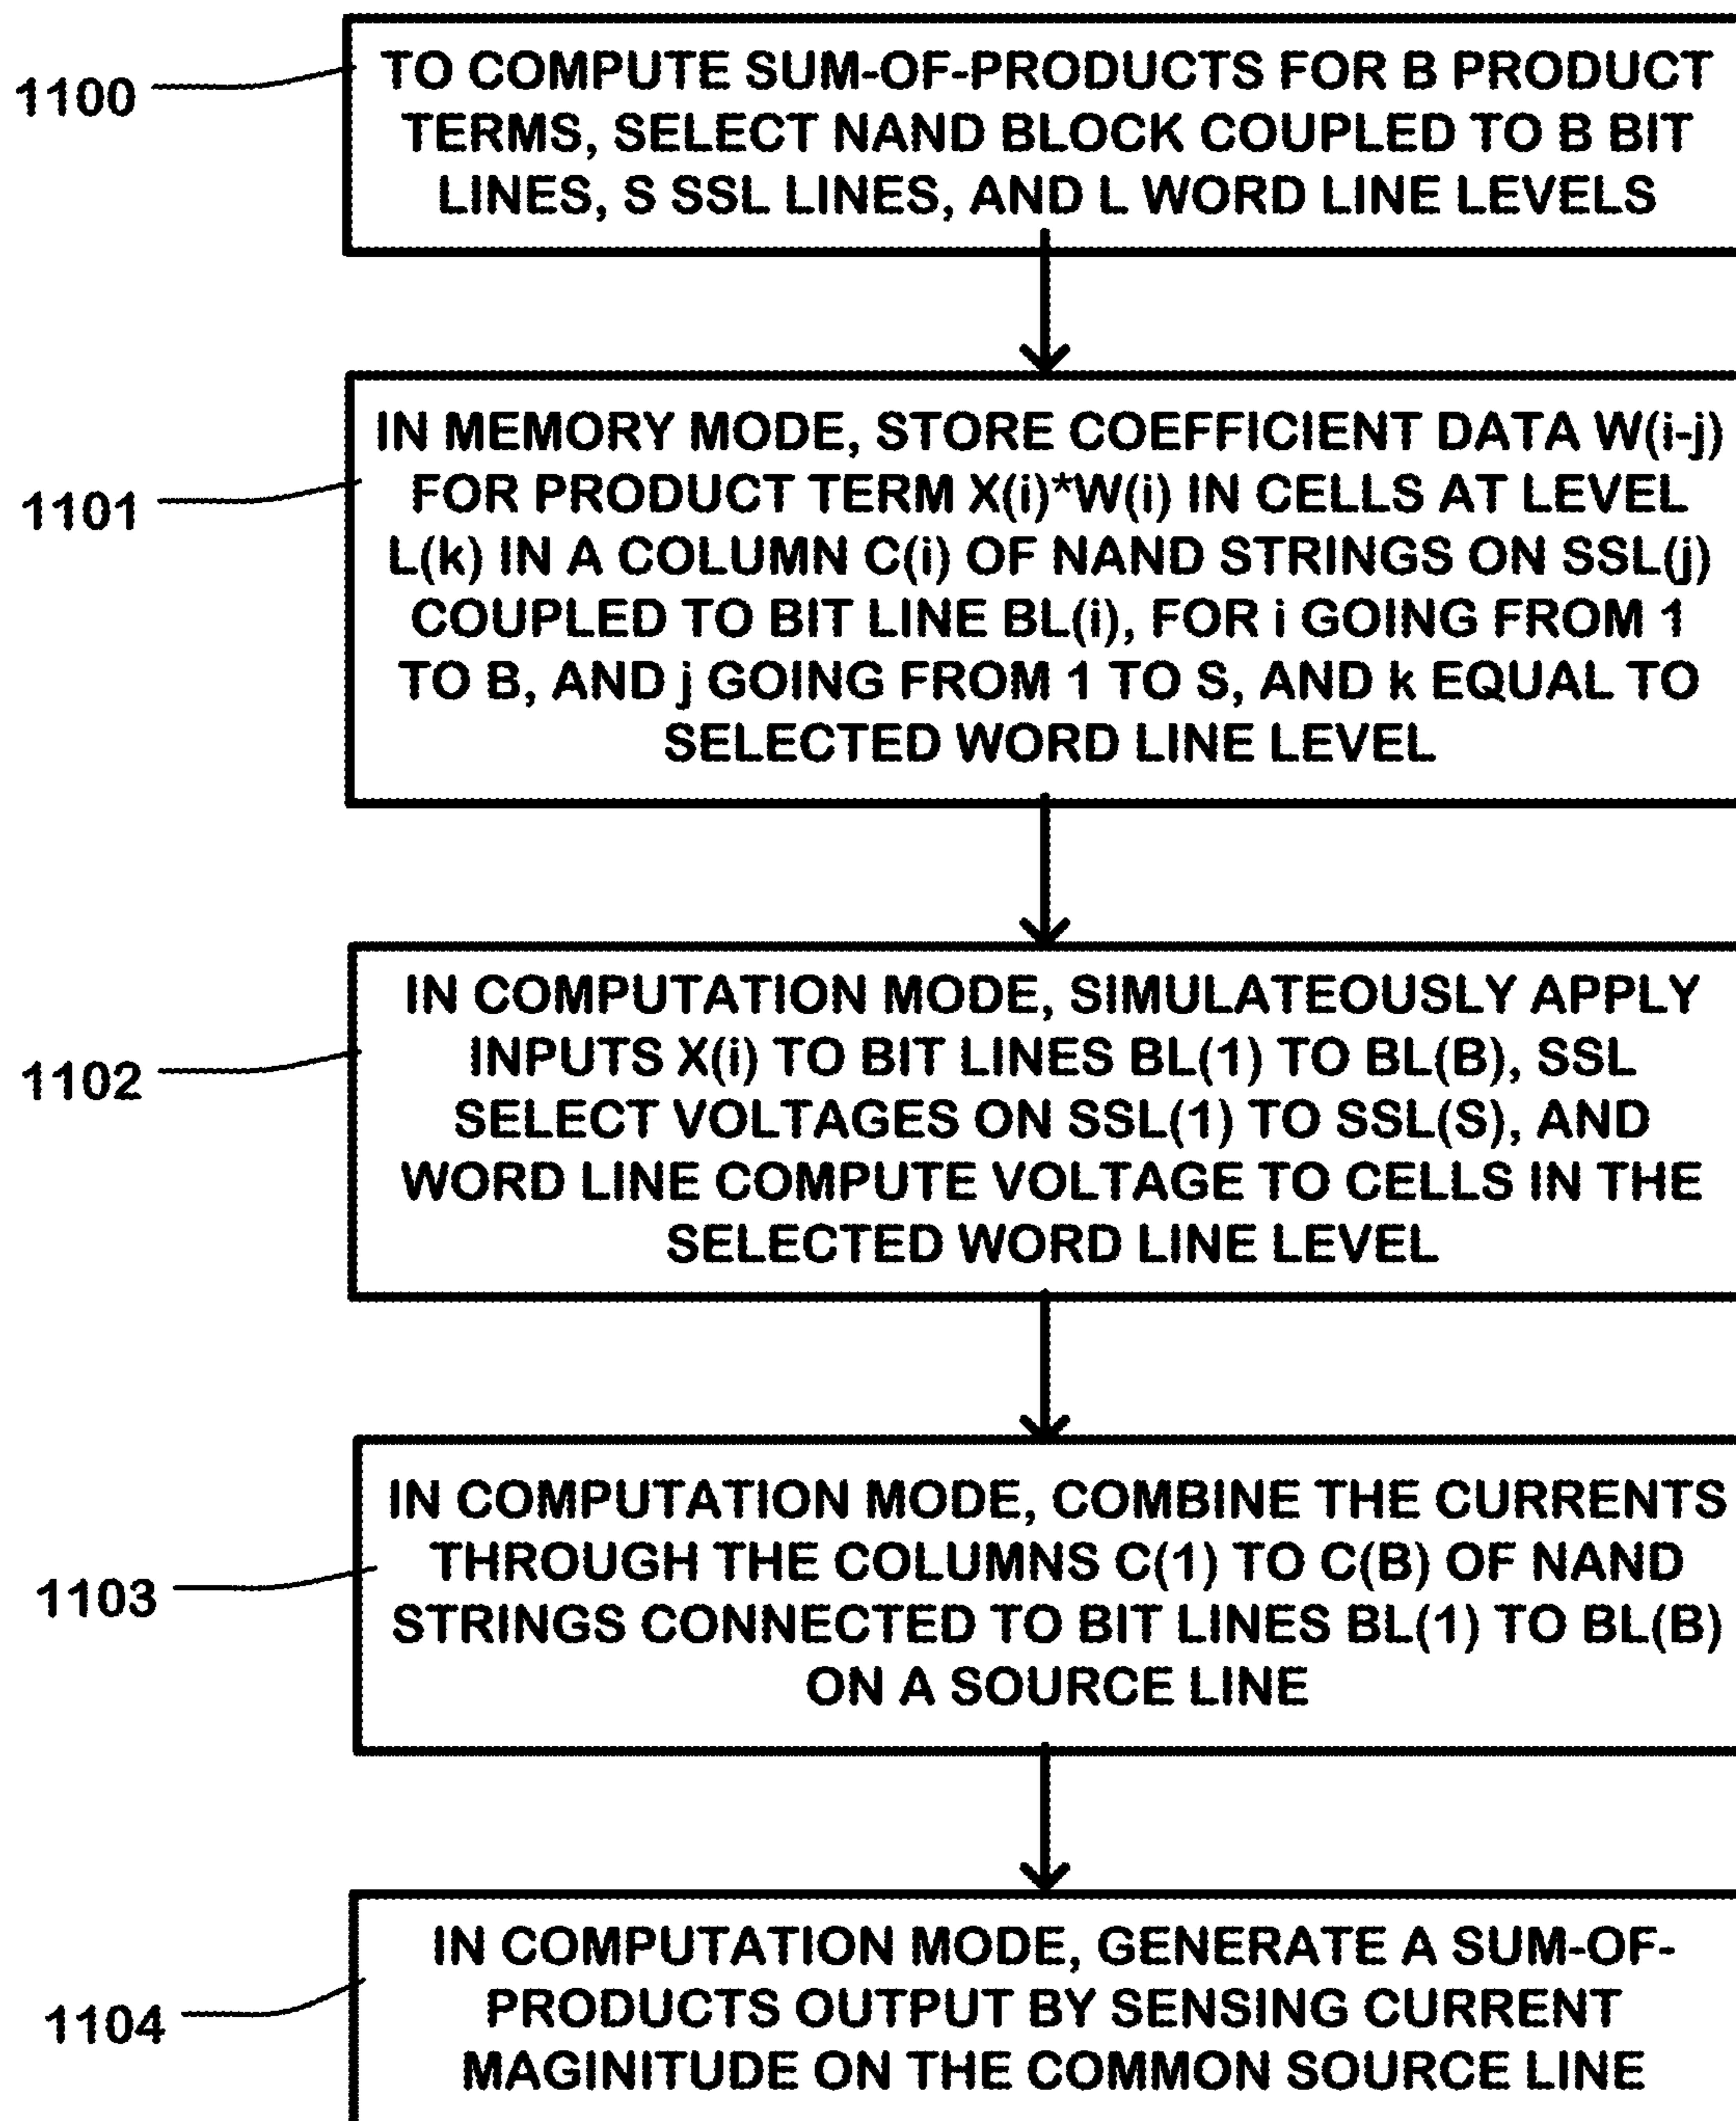 1100
TO COMPUTE SUM-OF-PRODUCTS FOR B PRODUCT
TERMS, SELECT NAND BLOCK COUPLED TO B BIT
LINES, S SSL LINES, AND L WORD LINE LEVELS
1101
IN MEMORY MODE, STORE COEFFICIENT DATA W(i-j)
FOR PRODUCT TERM X(i)*W(i) IN CELLS AT LEVEL
L(k) IN A COLUMN C(i) OF NAND STRINGS ON SSL(j)
COUPLED TO BIT LINE BL(i), FOR i GOING FROM 1
TO B, AND j GOING FROM 1 TO S, AND k EQUAL TO
SELECTED WORD LINE LEVEL
1102
IN COMPUTATION MODE, SIMULATEOUSLY APPLY
INPUTS X(i) TO BIT LINES BL(1) TO BL(B), SSL
SELECT VOLTAGES ON SSL(1) TO SSL(S), AND
WORD LINE COMPUTE VOLTAGE TO CELLS IN THE
SELECTED WORD LINE LEVEL
1103
IN COMPUTATION MODE, COMBINE THE CURRENTS
THROUGH THE COLUMNS C(1) TO C(B) OF NAND
STRINGS CONNECTED TO BIT LINES BL(1) TO BL(B)
ON A SOURCE LINE
1104
IN COMPUTATION MODE, GENERATE A SUM-OF-
PRODUCTS OUTPUT BY SENSING CURRENT
MAGINITUDE ON THE COMMON SOURCE LINE